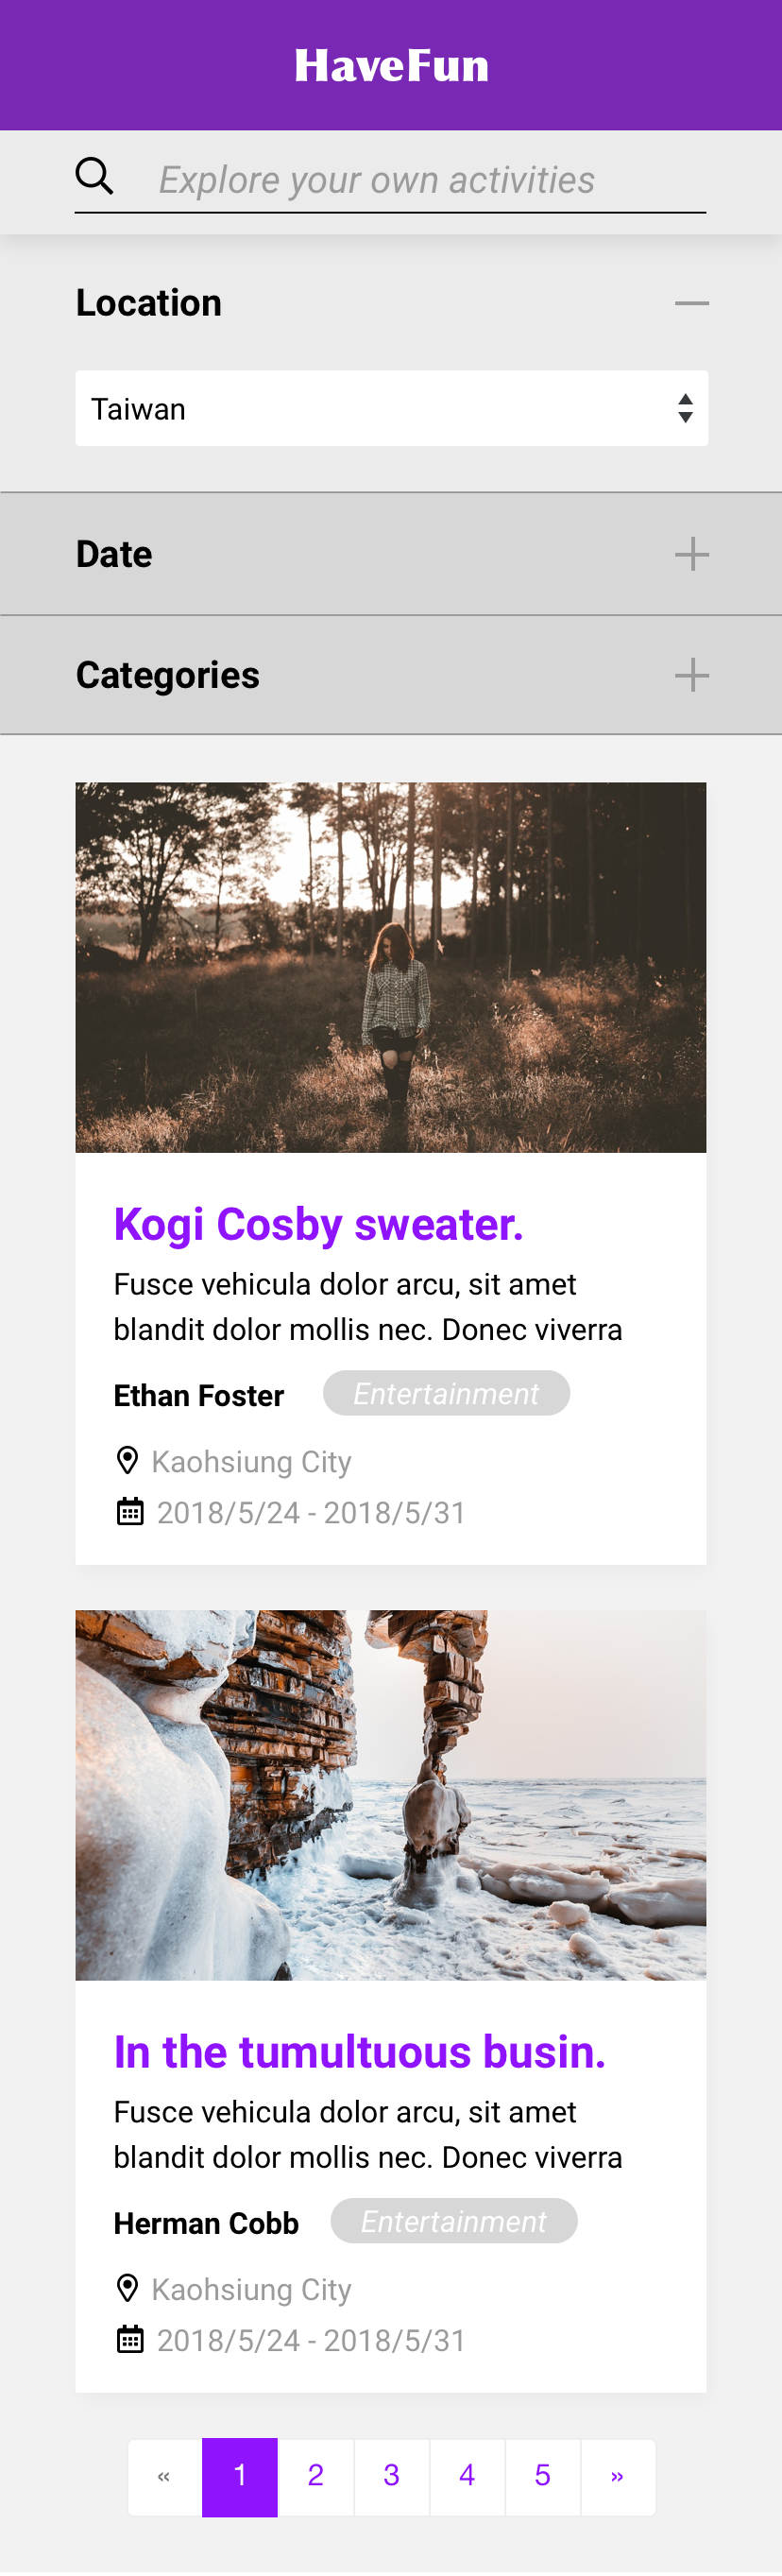 HaveFun
Explore your own activities
Location
Taiwan
Date
Categories
Kogi Cosby sweater.
Fusce vehicula dolor arcu, sit amet
blandit dolor mollis nec. Donec viverra
Ethan Foster Entertainment
Kaohsiung City
2018/5/24 - 2018/5/31
In the tumultuous busin.
Fusce vehicula dolor arcu, sit amet
blandit dolor mollis nec. Donec viverra
Herman Cobb Entertainment
Kaohsiung City
2018/5/24 - 2018/5/31
« 1 2 3 4 5 »